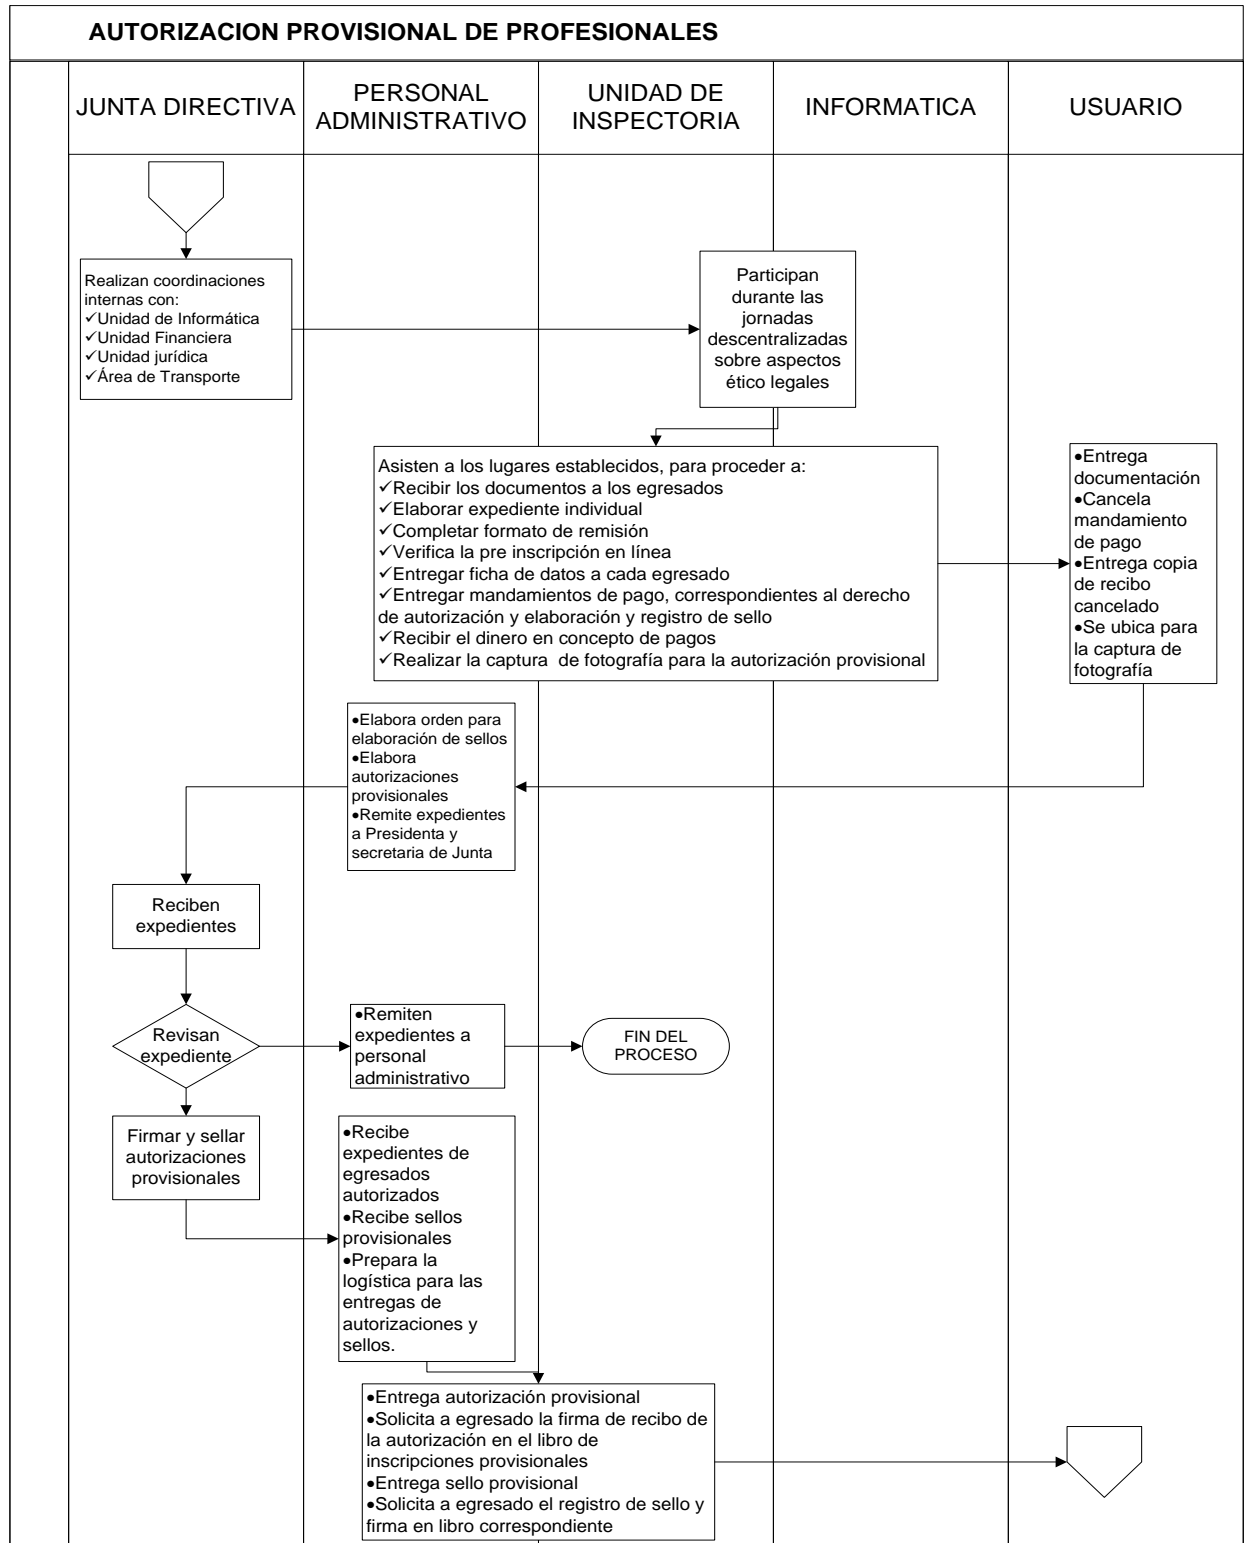 AUTORIZACION PROVISIONAL DE PROFESIONALES
JUNTA DIRECTIVA
PERSONAL
ADMINISTRATIVO
UNIDAD DE
INSPECTORIA
INFORMATICA
USUARIO
Realizan coordinaciones
internas con:
✓Unidad de Informática
✓Unidad Financiera
✓Unidad jurídica
✓Área de Transporte
Participan
durante las
jornadas
descentralizadas
sobre aspectos
ético legales
Asisten a los lugares establecidos, para proceder a:
✓Recibir los documentos a los egresados
✓Elaborar expediente individual
✓Completar formato de remisión
✓Verifica la pre inscripción en línea
✓Entregar ficha de datos a cada egresado
✓Entregar mandamientos de pago, correspondientes al derecho
de autorización y elaboración y registro de sello
✓Recibir el dinero en concepto de pagos
✓Realizar la captura de fotografía para la autorización provisional
•Entrega
documentación
•Cancela
mandamiento
de pago
•Entrega copia
de recibo
cancelado
•Se ubica para
la captura de
fotografía
•Elabora orden para
elaboración de sellos
•Elabora
autorizaciones
provisionales
•Remite expedientes
a Presidenta y
secretaria de Junta
Reciben
expedientes
Revisan
expediente
•Remiten
expedientes a
personal
administrativo
FIN DEL
PROCESO
Firmar y sellar
autorizaciones
provisionales
•Recibe
expedientes de
egresados
autorizados
•Recibe sellos
provisionales
•Prepara la
logística para las
entregas de
autorizaciones y
sellos.
•Entrega autorización provisional
•Solicita a egresado la firma de recibo de
la autorización en el libro de
inscripciones provisionales
•Entrega sello provisional
•Solicita a egresado el registro de sello y
firma en libro correspondiente